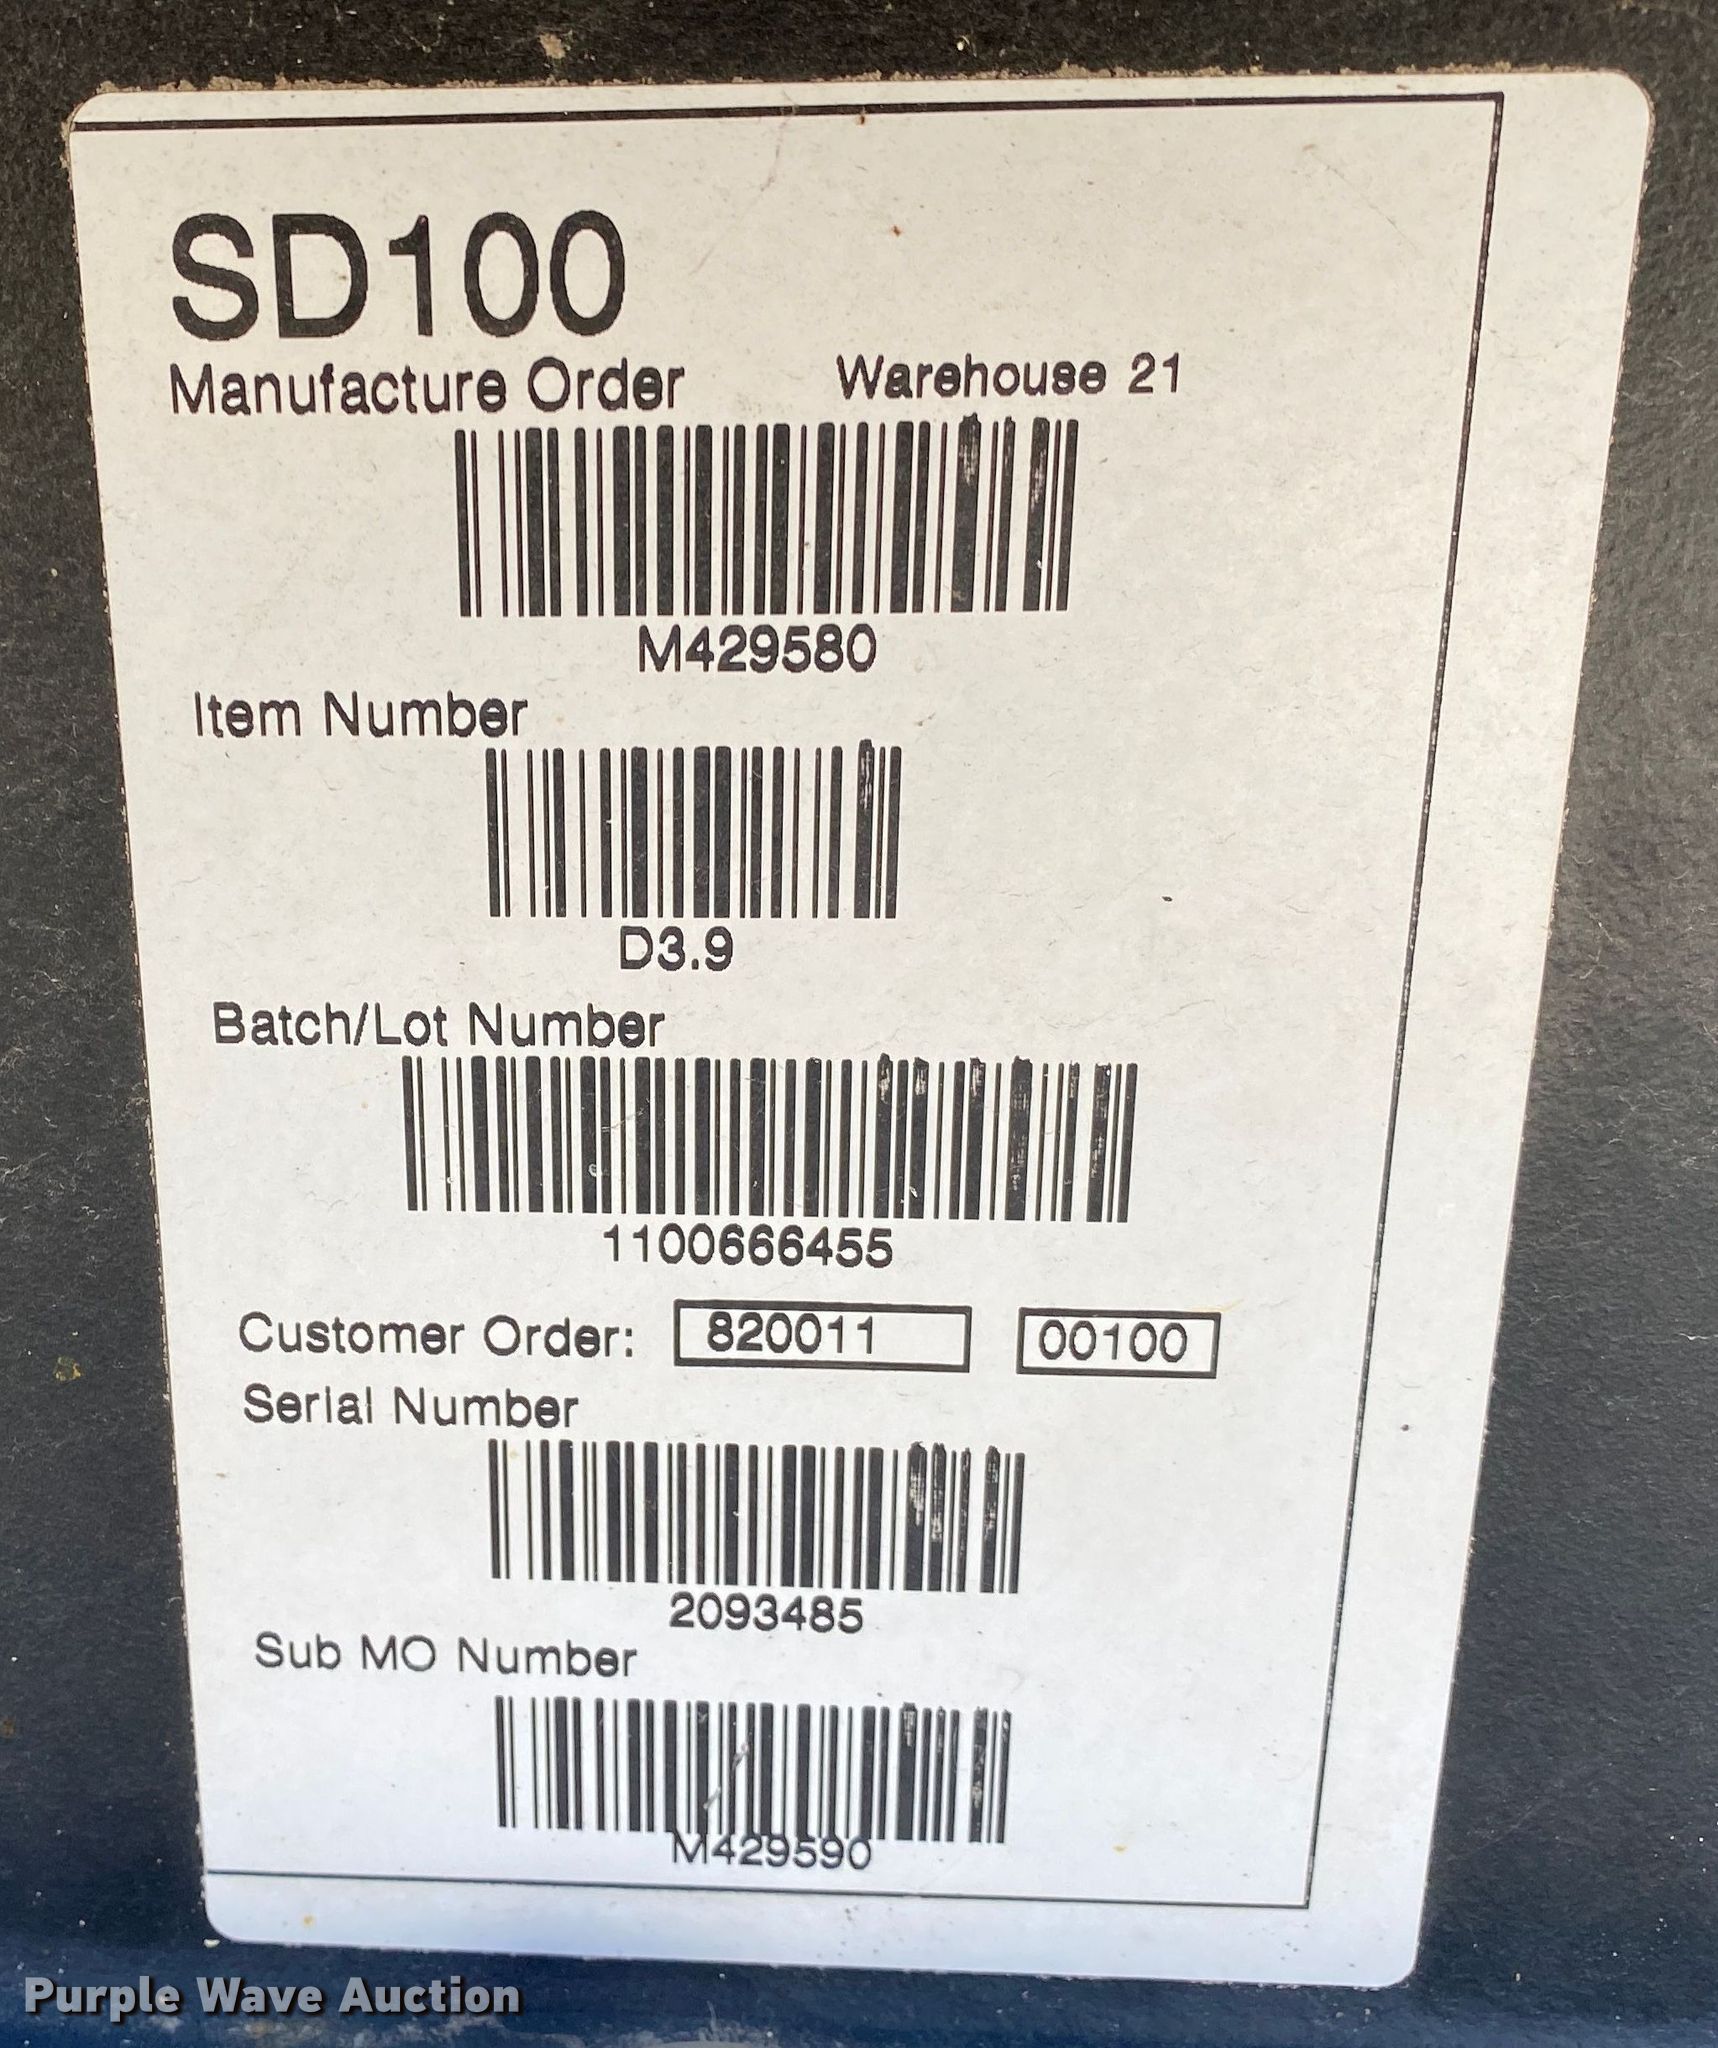 SD100
Manufacture Order Warehouse 21
M429580
Item Number
D3.9
Batch/Lot Number
1100666455
Customer Order: 820011 00100
Serial Number
2093485
Sub MO Number
M429590
Purple Wave Auction